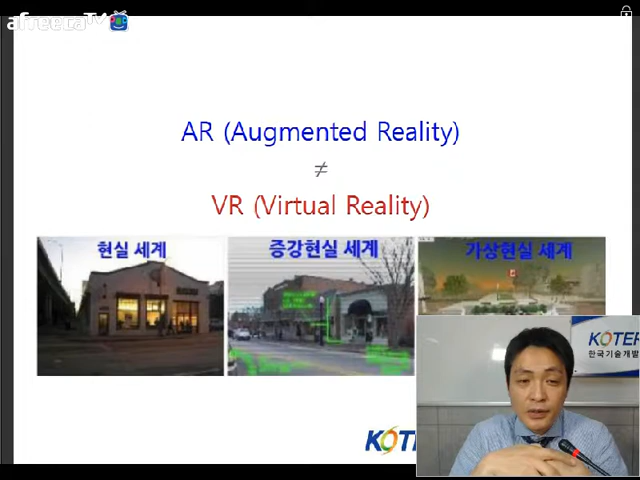 afreecaTV
AR (Augmented Reality)
≠
VR (Virtual Reality)
현실 세계
증강현실 세계
가상현실 세계
KOTER
한국기술개발
KOTE